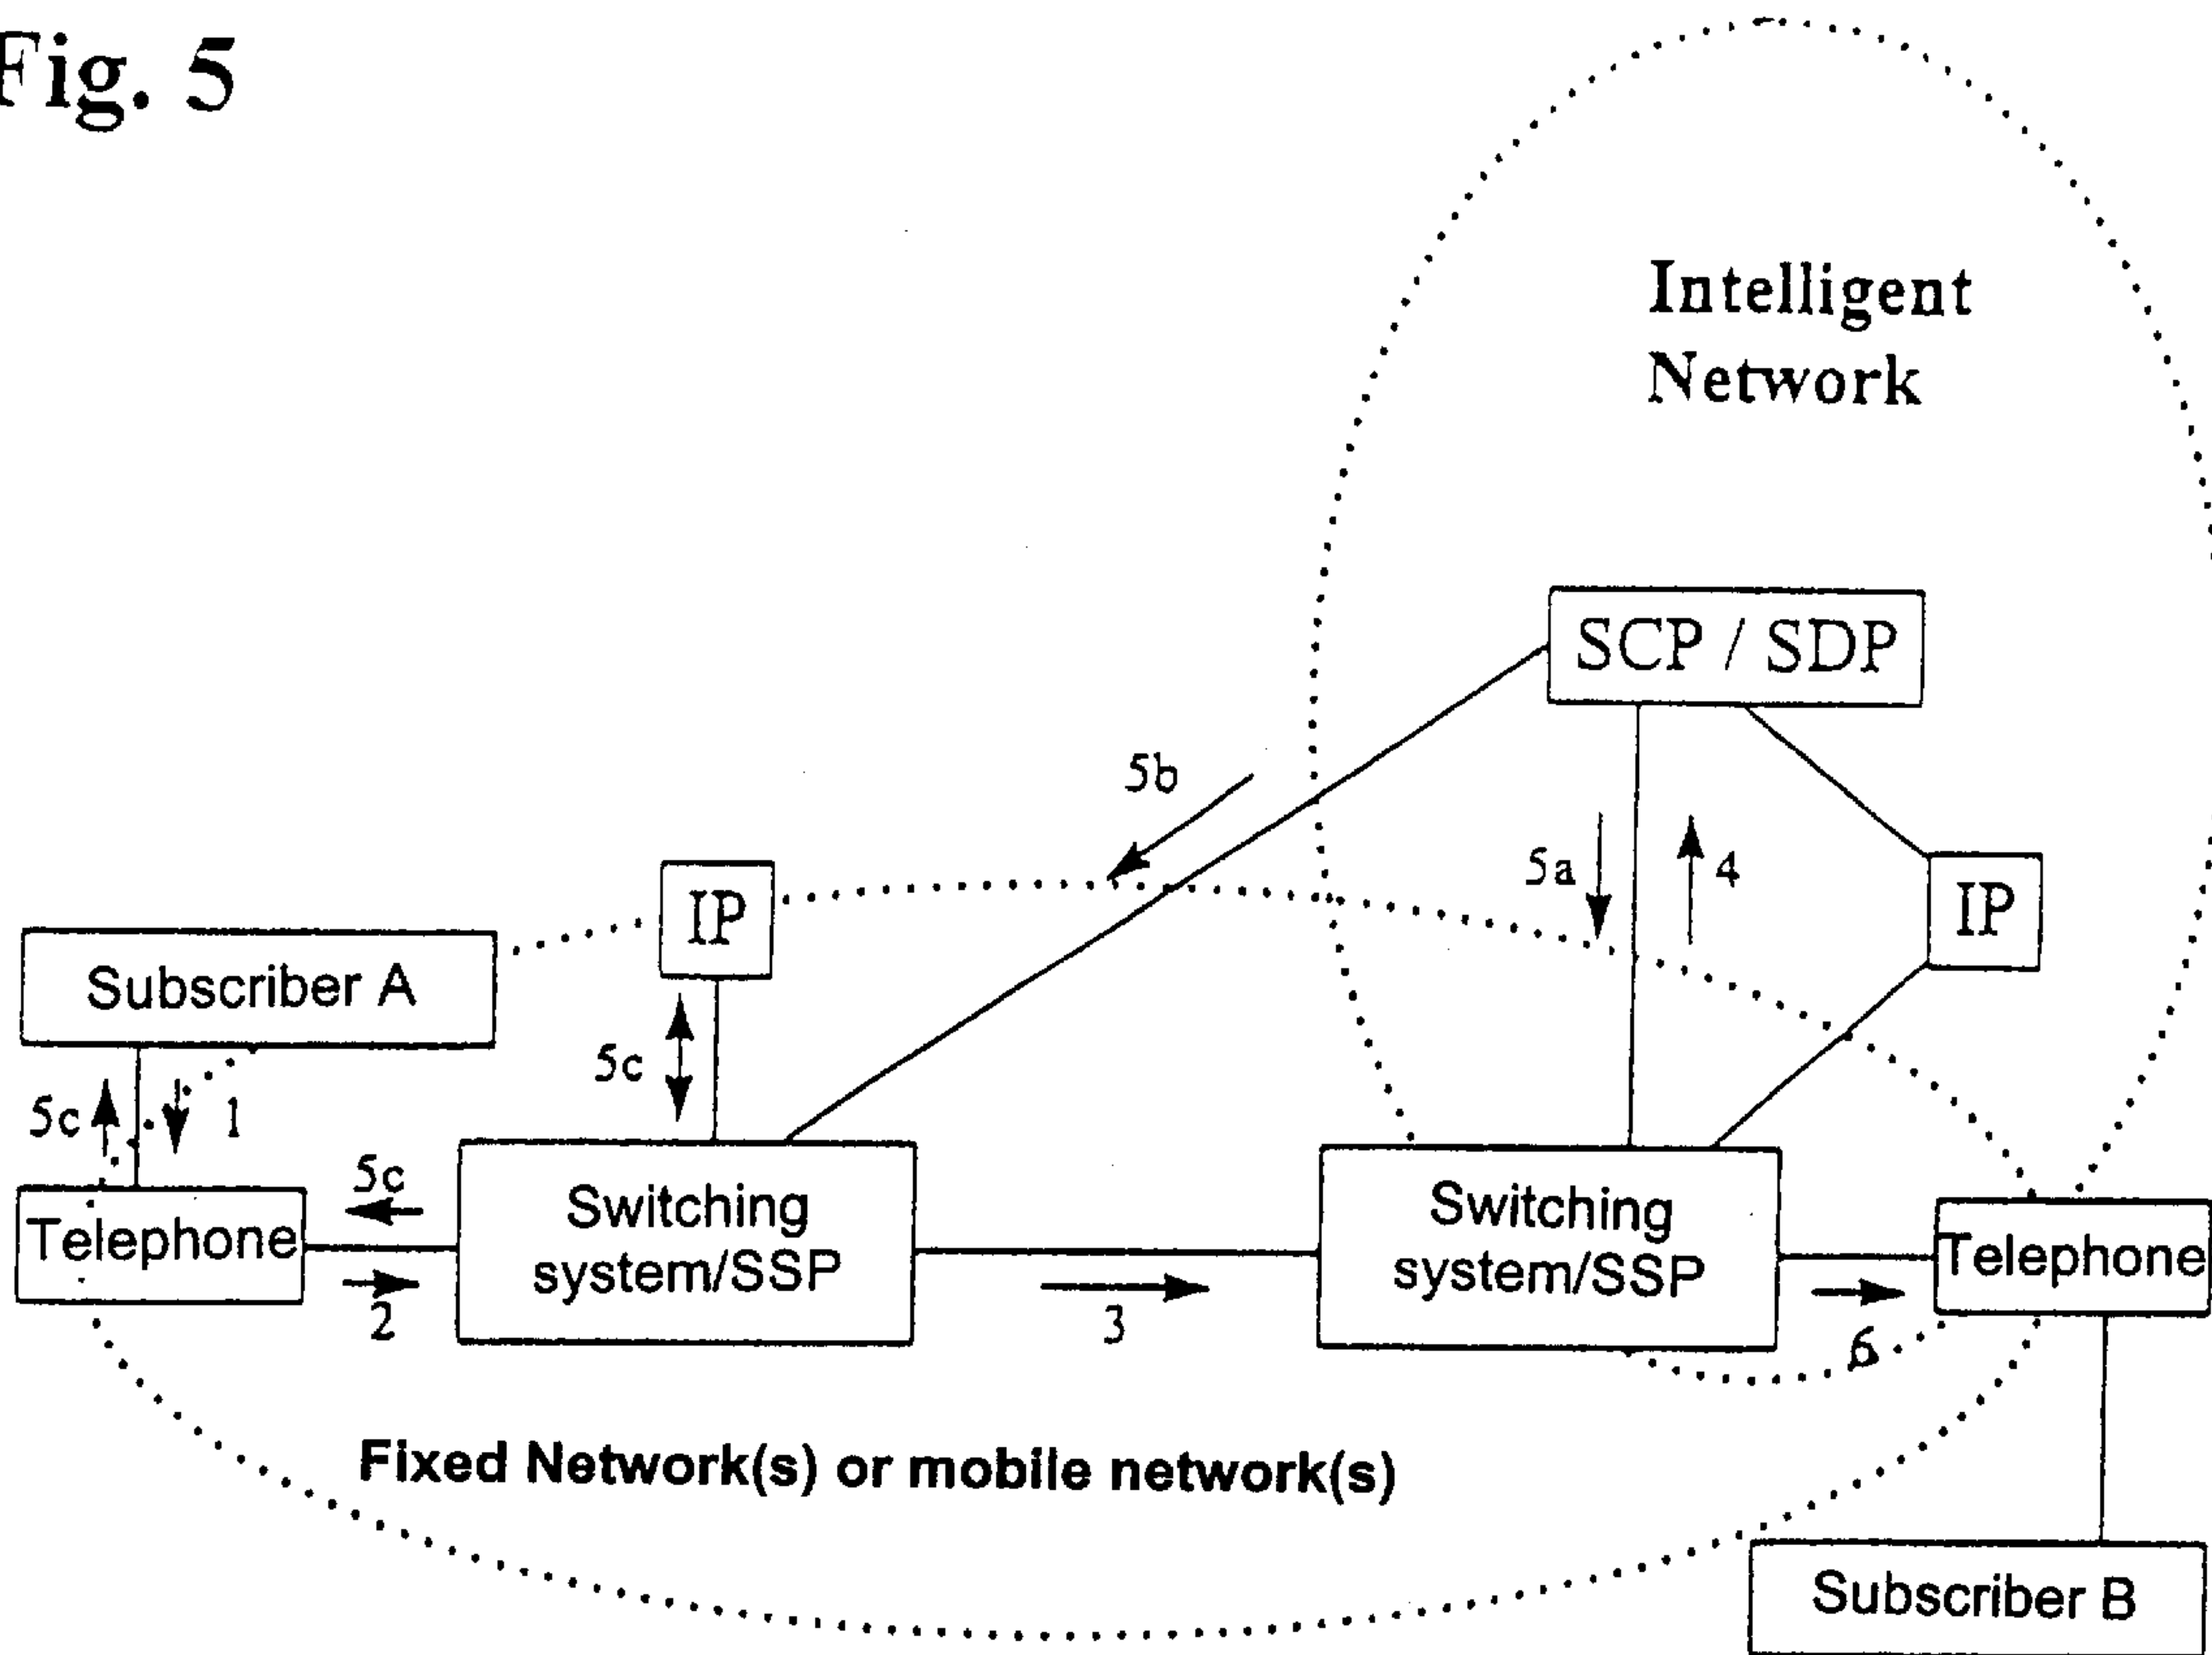 Fig. 5
Intelligent
Network
SCP / SDP
5b
5a
4
IP
IP
Subscriber A
5c
5c
1
5c
Switching
system/SSP
Switching
system/SSP
Telephone
Telephone
2
3
6
Fixed Network(s) or mobile network(s)
Subscriber B